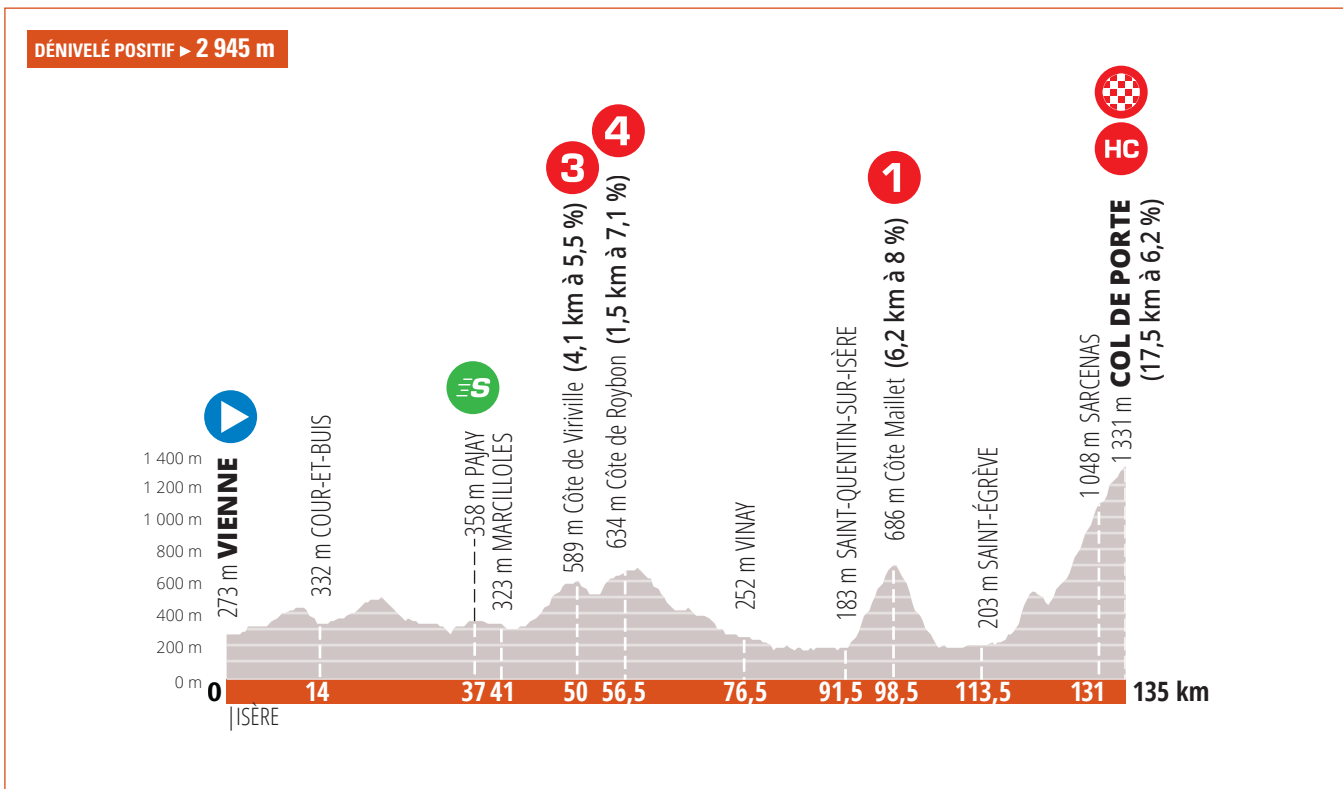 DÉNIVELÉ POSITIF ► 2 945 m
HC
4
3
1
S
273 m VIENNE
332 m COUR-ET-BUIS
358 m PAJAY
323 m MARCILLOLES
589 m Côte de Viriville (4,1 km à 5,5 %)
634 m Côte de Roybon (1,5 km à 7,1 %)
252 m VINAY
183 m SAINT-QUENTIN-SUR-ISÈRE
686 m Côte Maillet (6,2 km à 8 %)
203 m SAINT-ÉGRÈVE
1 048 m SARCENAS
1 331 m COL DE PORTE
(17,5 km à 6,2 %)
1 400 m
1 200 m
1 000 m
800 m
600 m
400 m
200 m
0 m
0 14 37 41 50 56,5 76,5 91,5 98,5 113,5 131 135 km
|ISÈRE